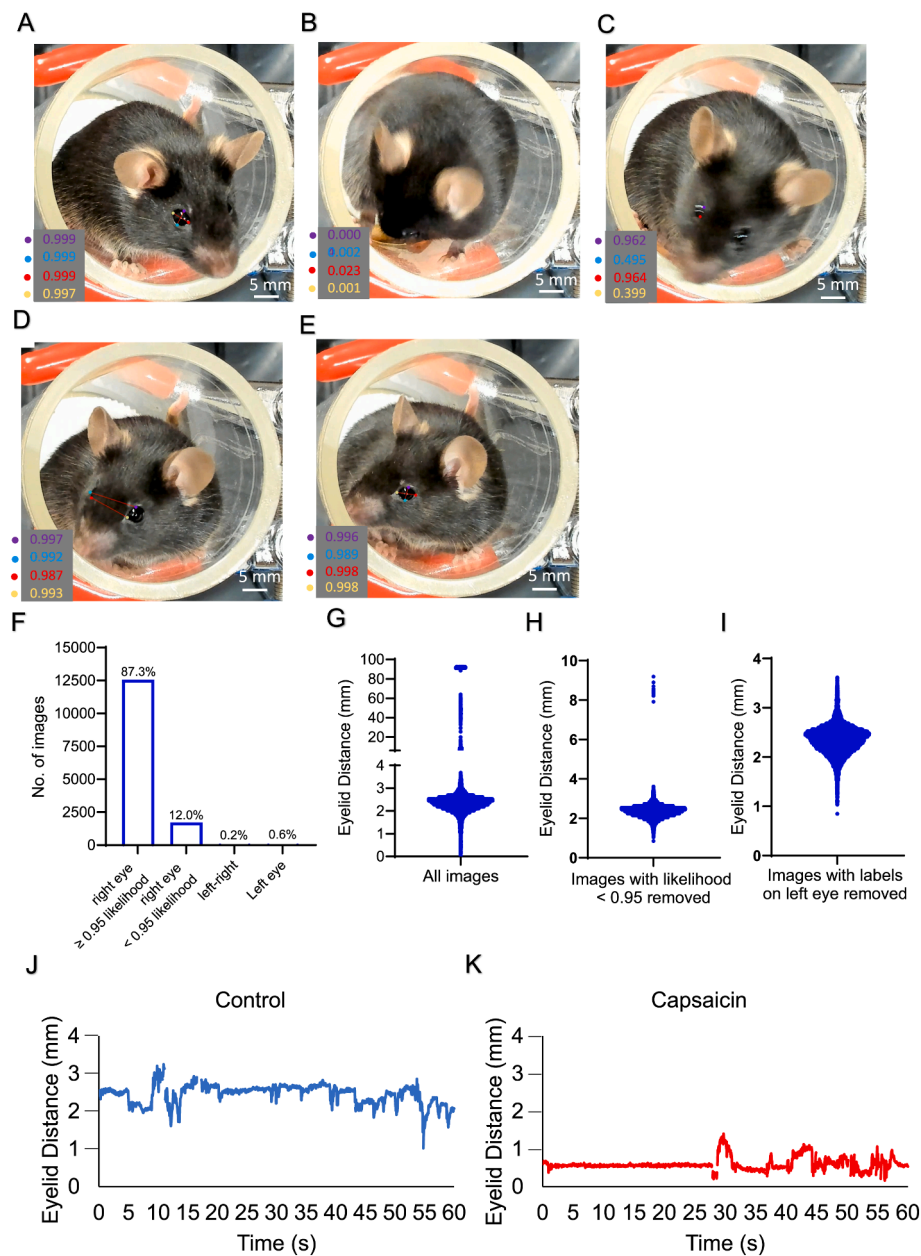 A
0.999
0.999
0.999
0.997
5 mm
B
0.000
0.002
0.023
0.001
5 mm
C
0.962
0.495
0.964
0.399
5 mm
D
0.997
0.992
0.987
0.993
5 mm
E
0.996
0.989
0.998
0.998
5 mm
F
No. of images
15000
12500
10000
7500
5000
2500
0
87.3%
12.0%
0.2%
0.6%
right eye
≥ 0.95 likelihood
right eye
< 0.95 likelihood
left-right
Left eye
G
Eyelid Distance (mm)
100
80
60
40
20
4
3
2
1
0
All images
H
Eyelid Distance (mm)
10
8
6
4
2
0
Images with likelihood
< 0.95 removed
I
Eyelid Distance (mm)
4
3
2
1
0
Images with labels
on left eye removed
J
Control
Eyelid Distance (mm)
4
3
2
1
0
0 5 10 15 20 25 30 35 40 45 50 55 60
Time (s)
K
Capsaicin
Eyelid Distance (mm)
4
3
2
1
0
0 5 10 15 20 25 30 35 40 45 50 55 60
Time (s)